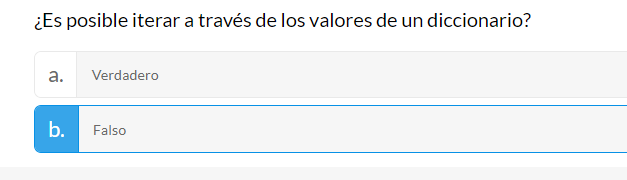 ¿Es posible iterar a través de los valores de un diccionario?
a. Verdadero
b. Falso